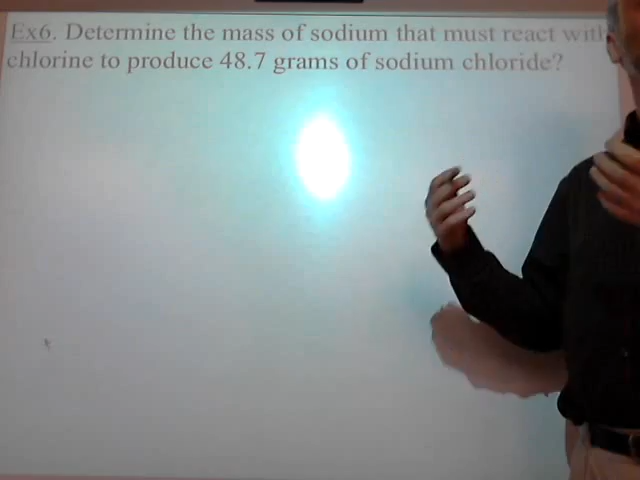 Ex6. Determine the mass of sodium that must react with
chlorine to produce 48.7 grams of sodium chloride?